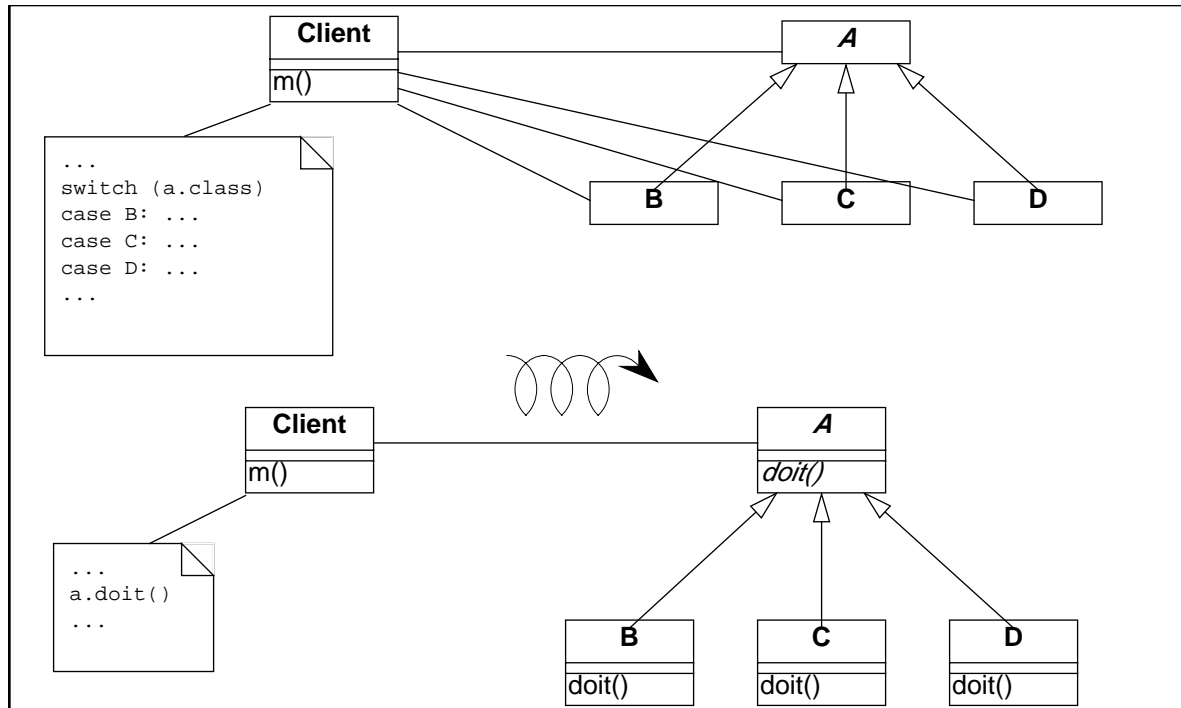 Client
A
m()
...
switch (a.class)
case B: ...
case C: ...
case D: ...
...
B
C
D
Client
A
m()
doit()
...
a.doit()
...
B
C
D
doit()
doit()
doit()